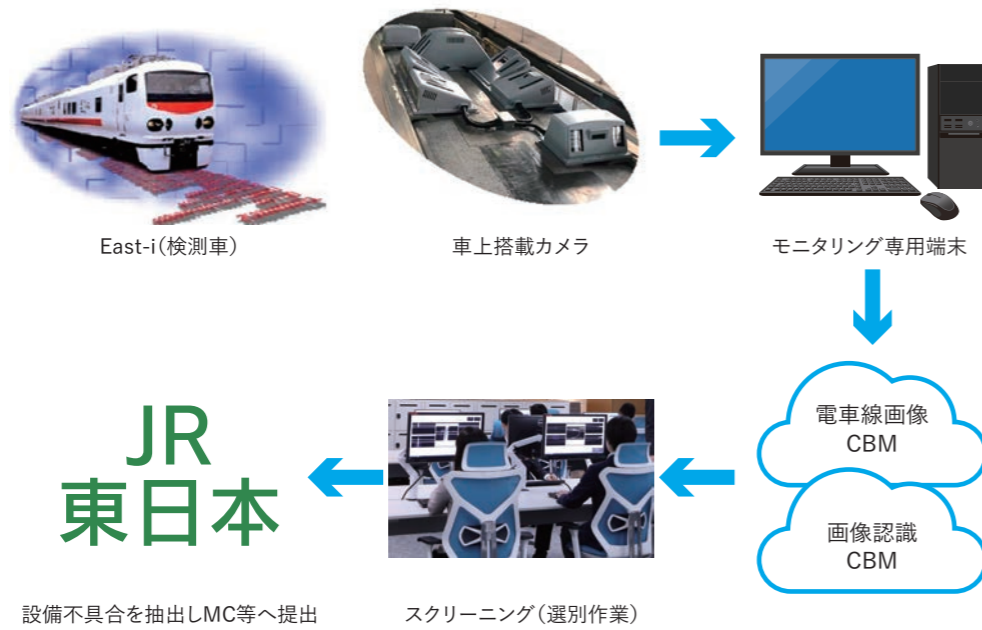 East-i（検測車）
車上搭載カメラ
モニタリング専用端末
電車線画像
CBM
画像認識
CBM
スクリーニング（選別作業）
JR
東日本
設備不具合を抽出しMC等へ提出